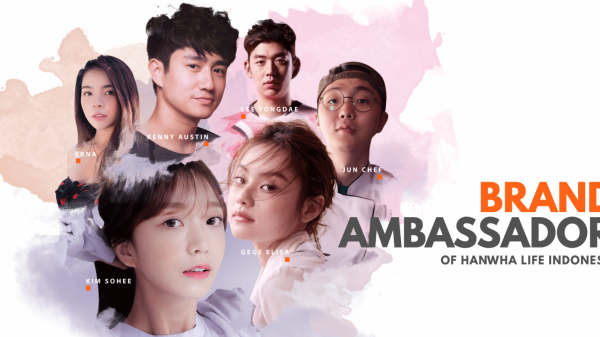 LEE YONGDAE
KENNY AUSTIN
ERNA
JUN CHEF
GEGE ELISA
KIM SOHEE
BRAND
AMBASSADOR
OF HANWHA LIFE INDONES